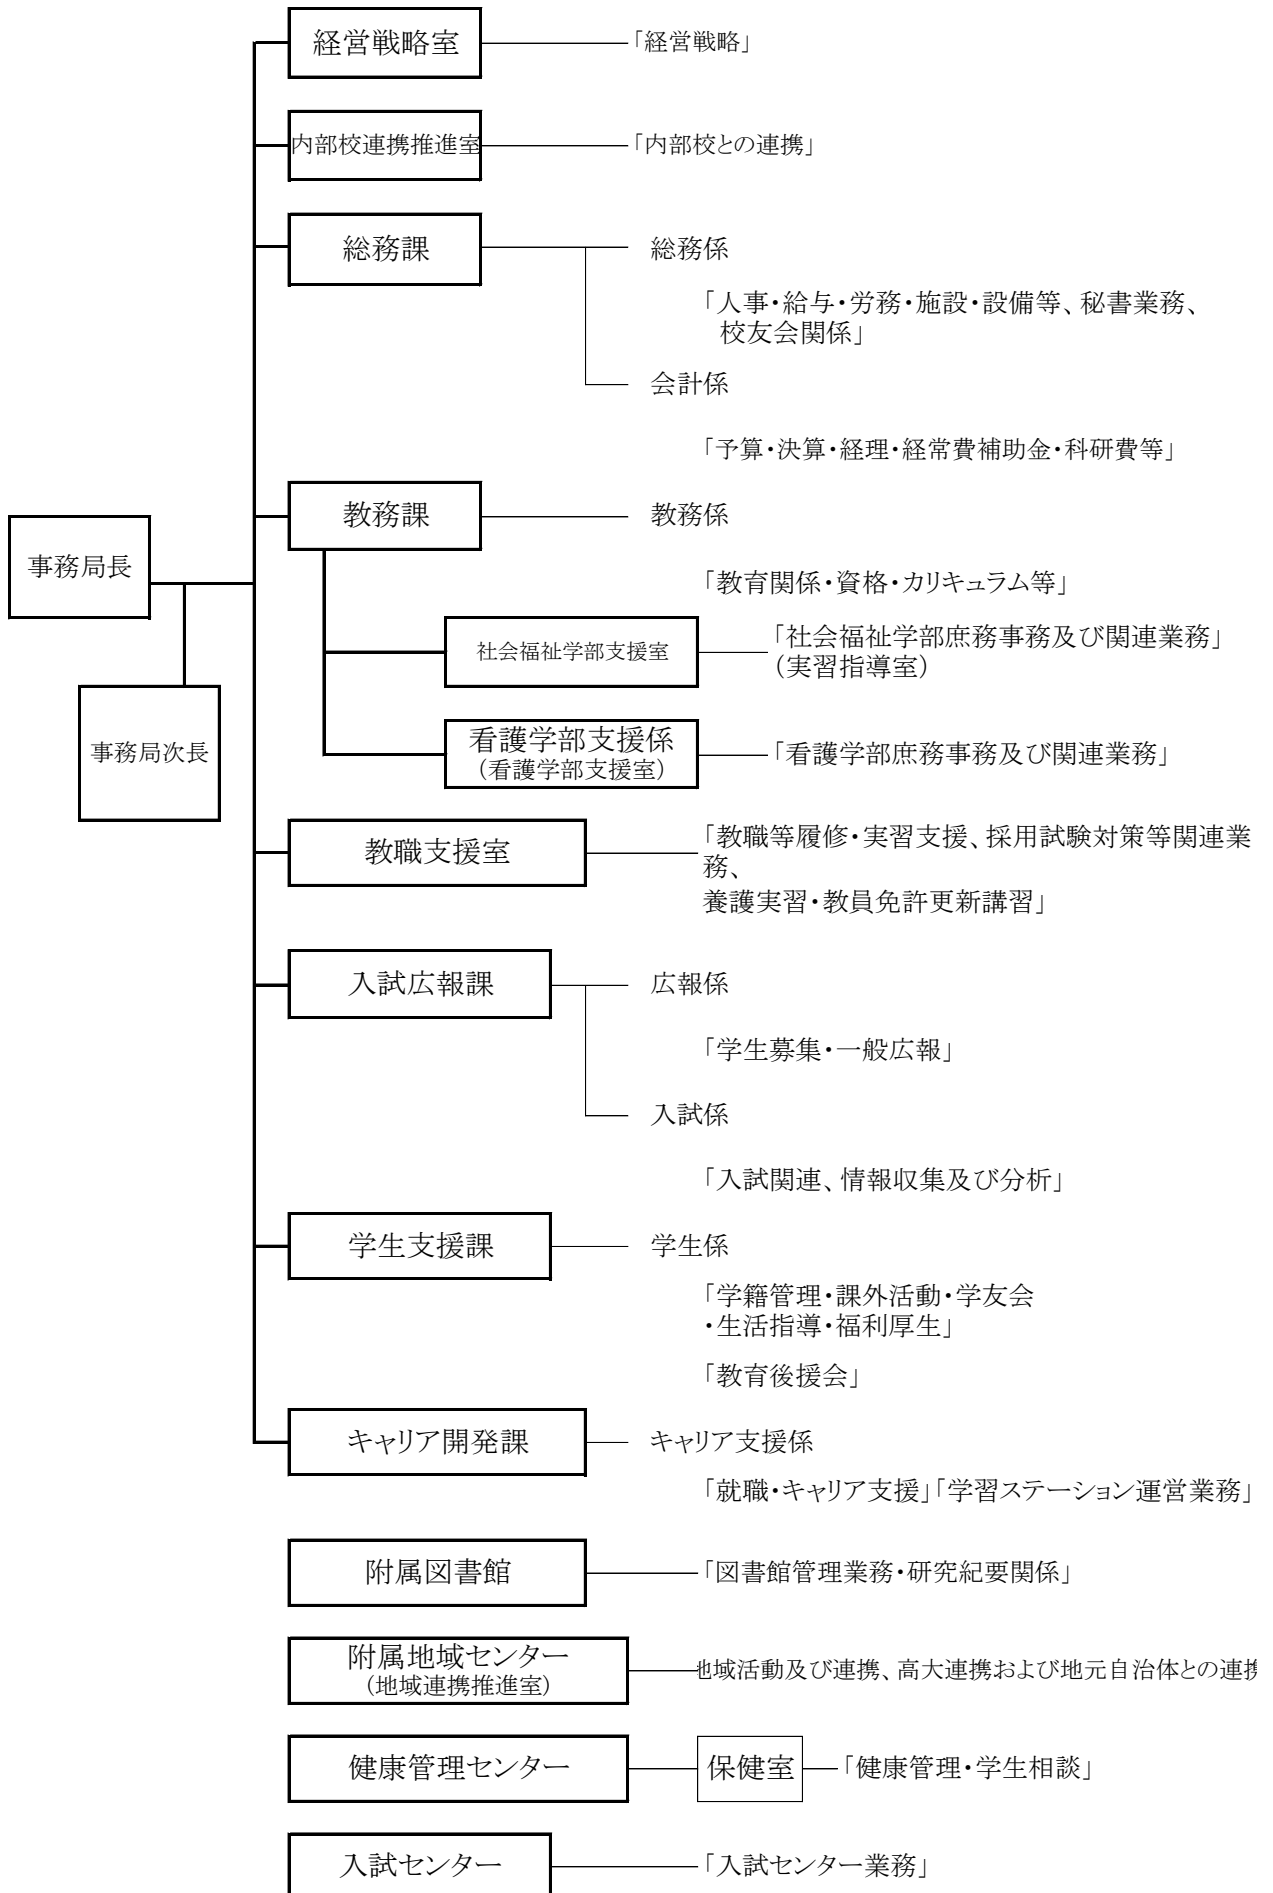 経営戦略室
「経営戦略」
内部校連携推進室
「内部校との連携」
総務課
総務係
「人事・給与・労務・施設・設備等、秘書業務、
校友会関係」
会計係
「予算・決算・経理・経常費補助金・科研費等」
教務課
教務係
事務局長
「教育関係・資格・カリキュラム等」
社会福祉学部支援室
「社会福祉学部庶務事務及び関連業務」
（実習指導室）
事務局次長
看護学部支援係
（看護学部支援室）
「看護学部庶務事務及び関連業務」
教職支援室
「教職等履修・実習支援、採用試験対策等関連業
務、
養護実習・教員免許更新講習」
入試広報課
広報係
「学生募集・一般広報」
入試係
「入試関連、情報収集及び分析」
学生支援課
学生係
「学籍管理・課外活動・学友会
・生活指導・福利厚生」
「教育後援会」
キャリア開発課
キャリア支援係
「就職・キャリア支援」「学習ステーション運営業務」
附属図書館
「図書館管理業務・研究紀要関係」
附属地域センター
（地域連携推進室）
地域活動及び連携、高大連携および地元自治体との連携
健康管理センター
保健室
「健康管理・学生相談」
入試センター
「入試センター業務」